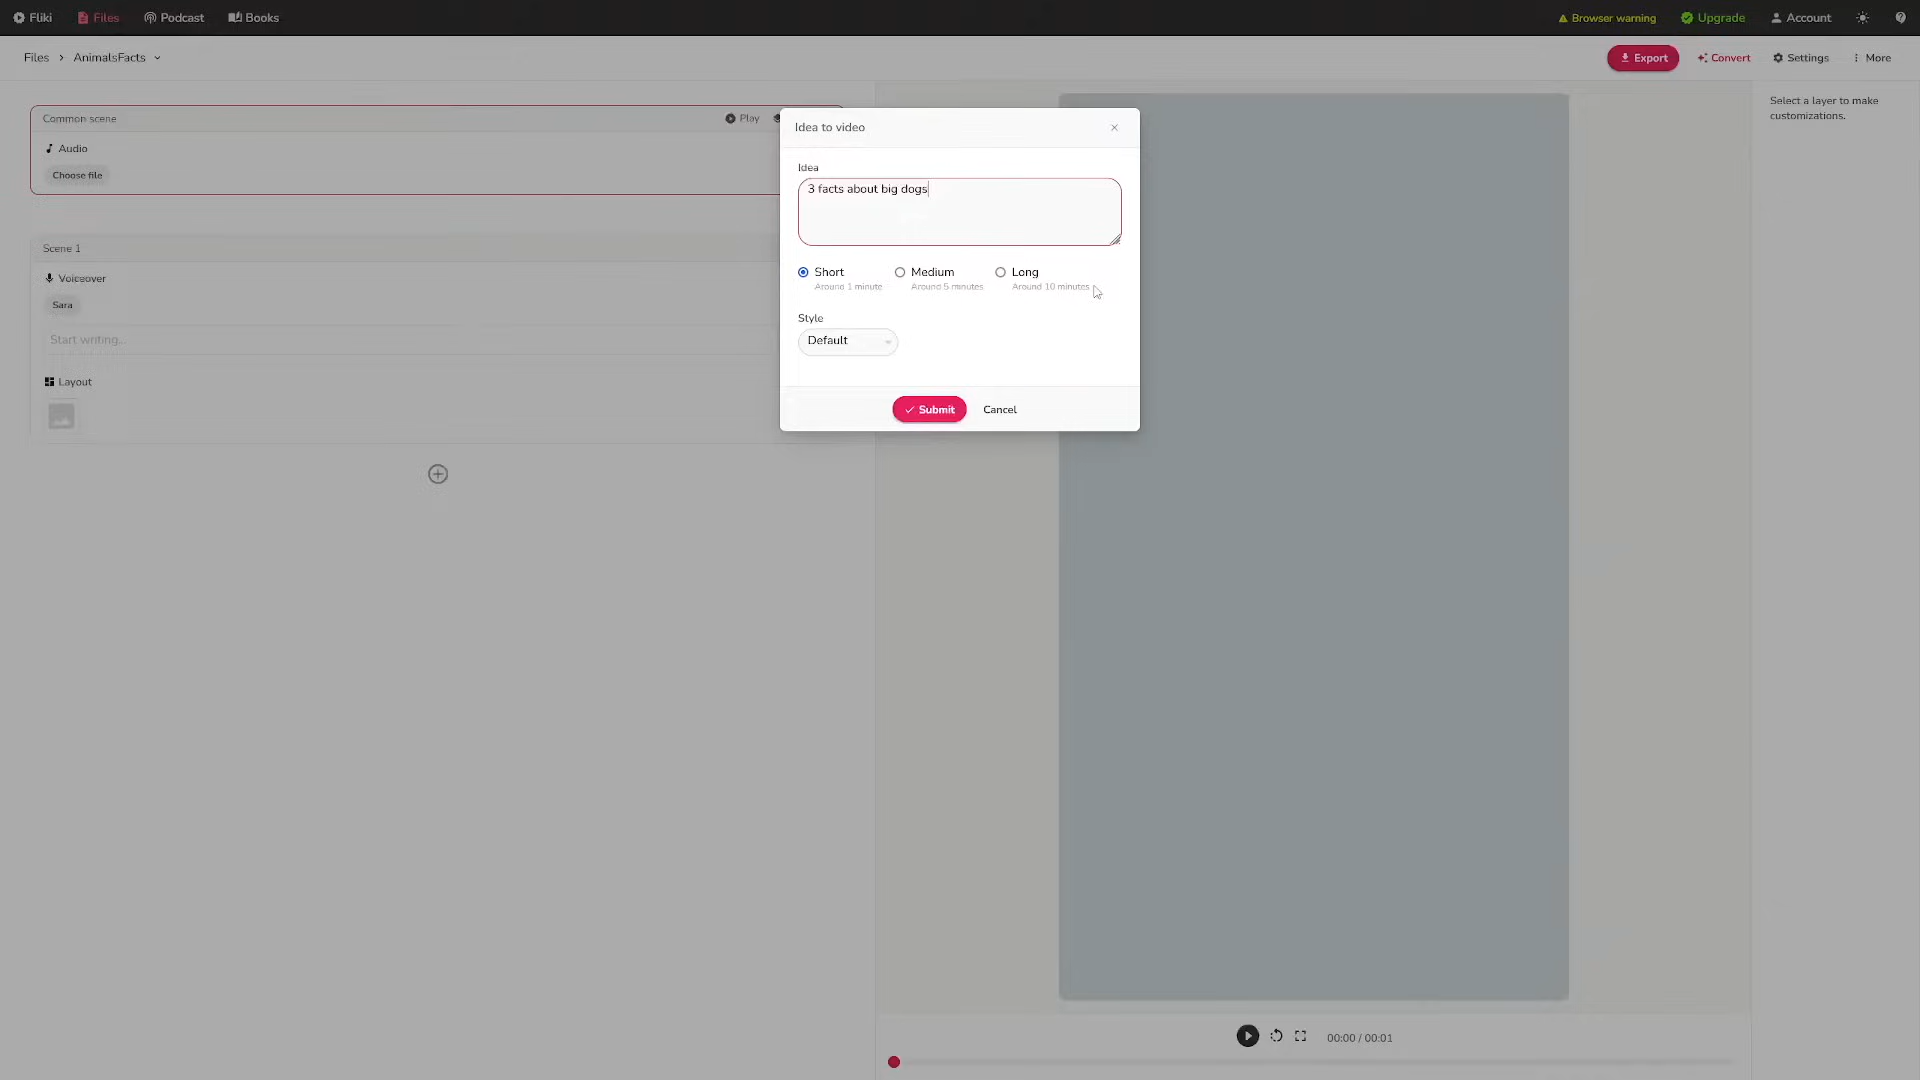 Fliki Files Podcast Books Browser warning Upgrade Account
Files > AnimalsFacts Export Convert Settings More
Common scene Play
Audio
Choose file
Scene 1
Voiceover
Sara
Start writing...
Layout
Idea to video
Idea
3 facts about big dogs
Short Medium Long
Around 1 minute Around 5 minutes Around 10 minutes
Style
Default
Submit Cancel
Select a layer to make
customizations.
00:00 / 00:01